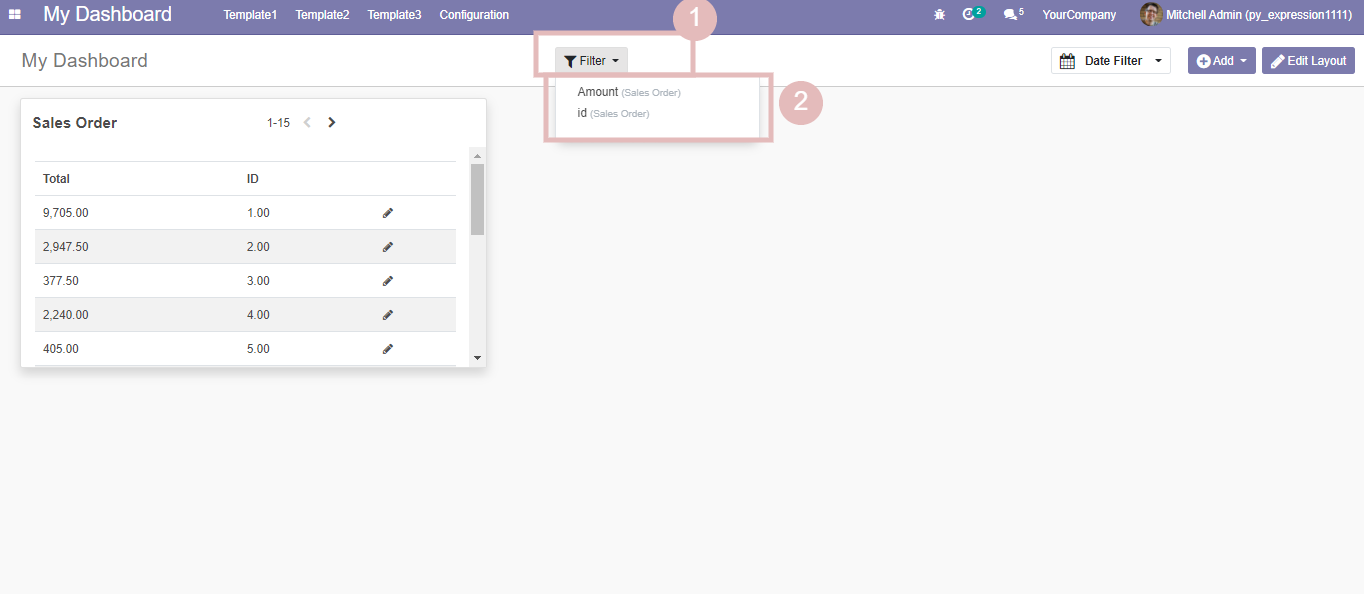 My Dashboard Template1 Template2 Template3 Configuration 1 2 5 YourCompany Mitchell Admin (py_expression1111)
My Dashboard Filter Date Filter Add Edit Layout
Amount (Sales Order)
id (Sales Order)
2
Sales Order 1-15
Total ID
9,705.00 1.00
2,947.50 2.00
377.50 3.00
2,240.00 4.00
405.00 5.00